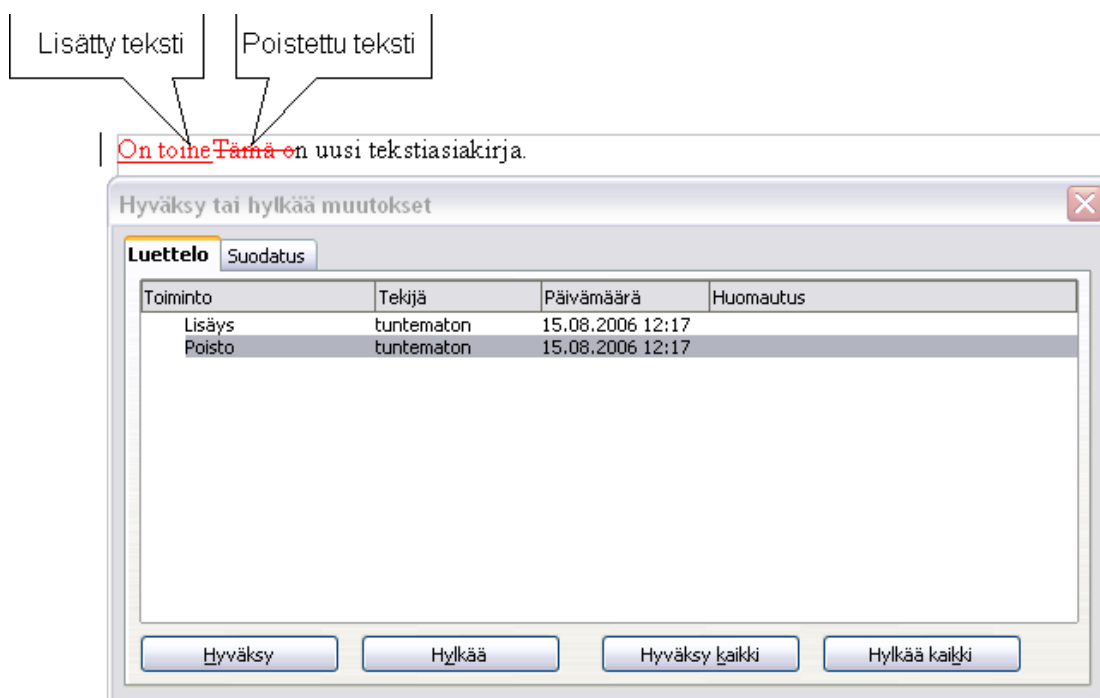 Lisätty teksti Poistettu teksti
On toineTämä on uusi tekstiasiakirja.
Hyväksy tai hylkää muutokset
Luettelo Suodatus
Toiminto Tekijä Päivämäärä Huomautus
Lisäys tuntematon 15.08.2006 12:17
Poisto tuntematon 15.08.2006 12:17
Hyväksy Hylkää Hyväksy kaikki Hylkää kaikki